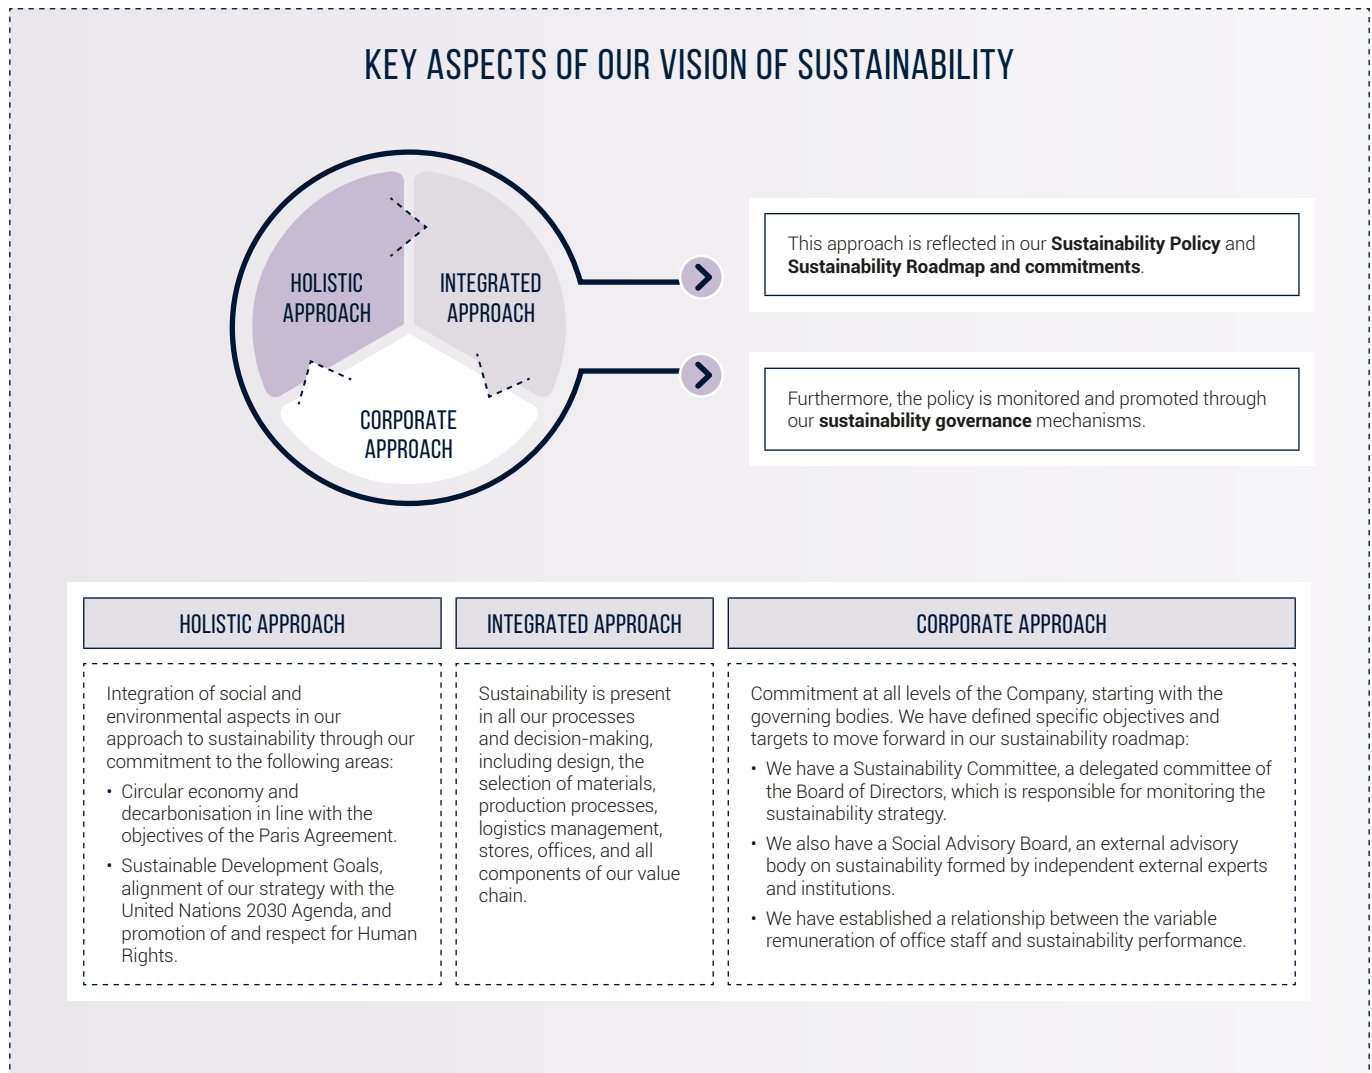 KEY ASPECTS OF OUR VISION OF SUSTAINABILITY
HOLISTIC
APPROACH
INTEGRATED
APPROACH
CORPORATE
APPROACH
This approach is reflected in our Sustainability Policy and
Sustainability Roadmap and commitments.
Furthermore, the policy is monitored and promoted through
our sustainability governance mechanisms.
HOLISTIC APPROACH
Integration of social and
environmental aspects in our
approach to sustainability through our
commitment to the following areas:
• Circular economy and
decarbonisation in line with the
objectives of the Paris Agreement.
• Sustainable Development Goals,
alignment of our strategy with the
United Nations 2030 Agenda, and
promotion of and respect for Human
Rights.
INTEGRATED APPROACH
Sustainability is present
in all our processes
and decision-making,
including design, the
selection of materials,
production processes,
logistics management,
stores, offices, and all
components of our value
chain.
CORPORATE APPROACH
Commitment at all levels of the Company, starting with the
governing bodies. We have defined specific objectives and
targets to move forward in our sustainability roadmap:
• We have a Sustainability Committee, a delegated committee of
the Board of Directors, which is responsible for monitoring the
sustainability strategy.
• We also have a Social Advisory Board, an external advisory
body on sustainability formed by independent external experts
and institutions.
• We have established a relationship between the variable
remuneration of office staff and sustainability performance.